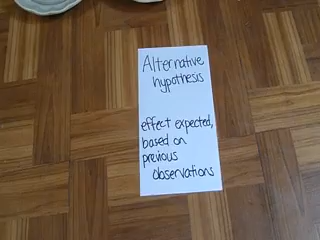 Alternative
hypothesis
effect expected,
based on
previous
observations